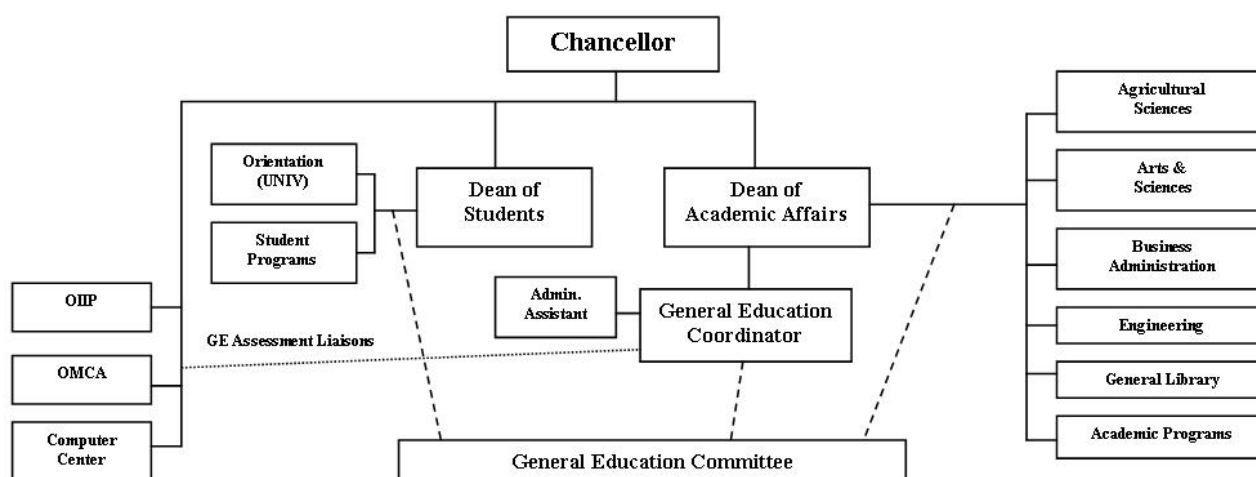 Chancellor
Agricultural
Sciences
Orientation
(UNIV)
Dean of
Students
Dean of
Academic Affairs
Arts &
Sciences
Student
Programs
Business
Administration
OIIP
Admin.
Assistant
General Education
Coordinator
Engineering
GE Assessment Liaisons
OMCA
General Library
Computer
Center
General Education Committee
Academic Programs